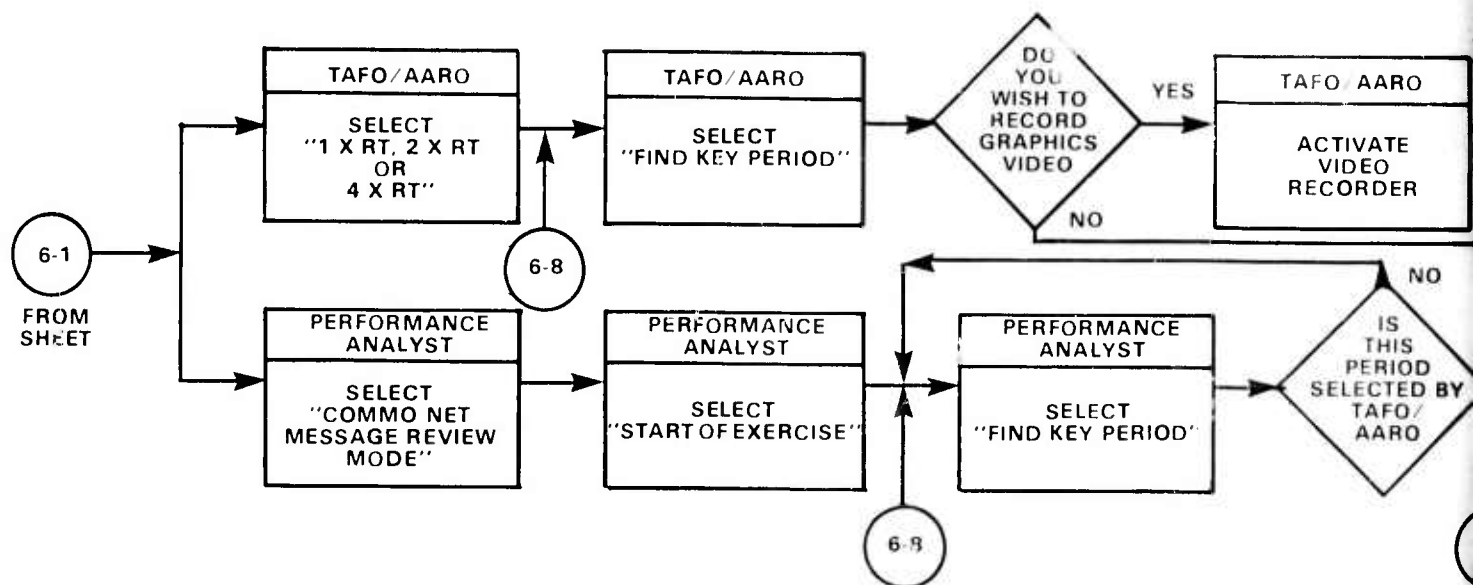 6-1
FROM
SHEET
TAFO/AARO
SELECT
"1 X RT, 2 X RT
OR
4 X RT"
6-8
TAFO/AARO
SELECT
"FIND KEY PERIOD"
DO
YOU
WISH TO
RECORD
GRAPHICS
VIDEO
YES
NO
TAFO/AARO
ACTIVATE
VIDEO
RECORDER
PERFORMANCE
ANALYST
SELECT
"COMMO NET
MESSAGE REVIEW
MODE"
PERFORMANCE
ANALYST
SELECT
"START OF EXERCISE"
6-8
PERFORMANCE
ANALYST
SELECT
"FIND KEY PERIOD"
IS
THIS
PERIOD
SELECTED BY
TAFO/
AARO
NO